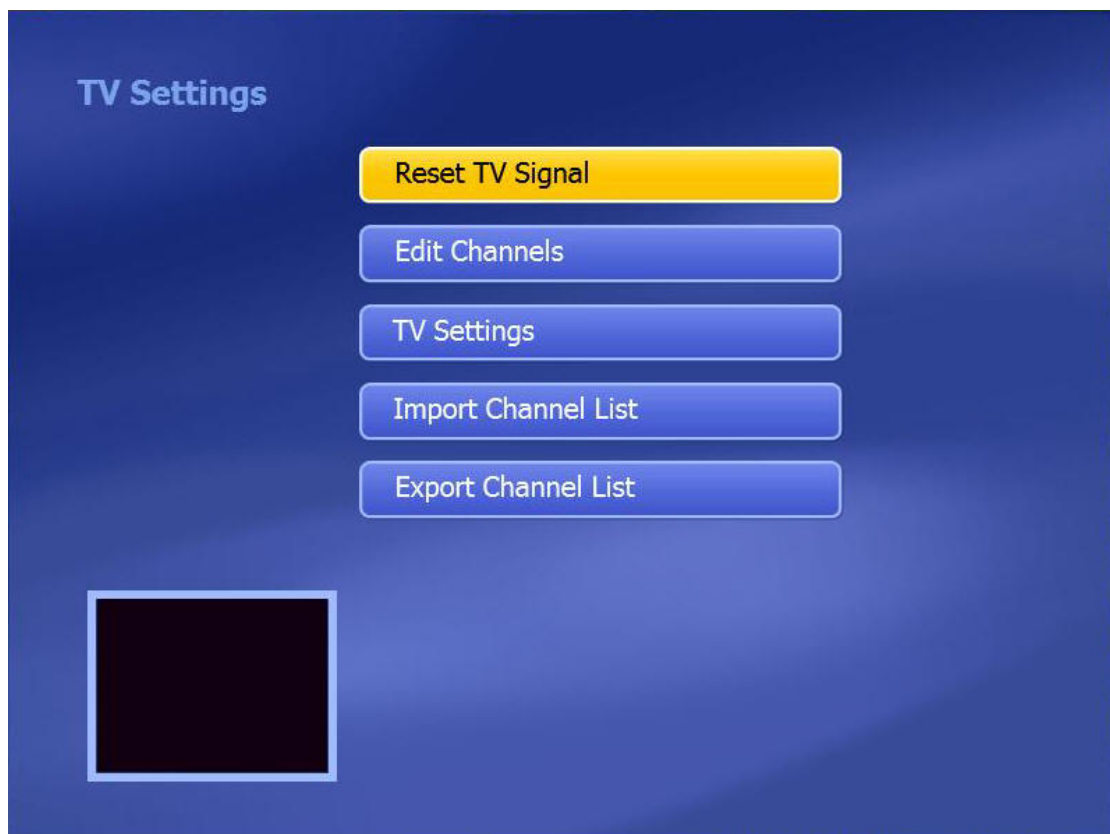 TV Settings
Reset TV Signal
Edit Channels
TV Settings
Import Channel List
Export Channel List